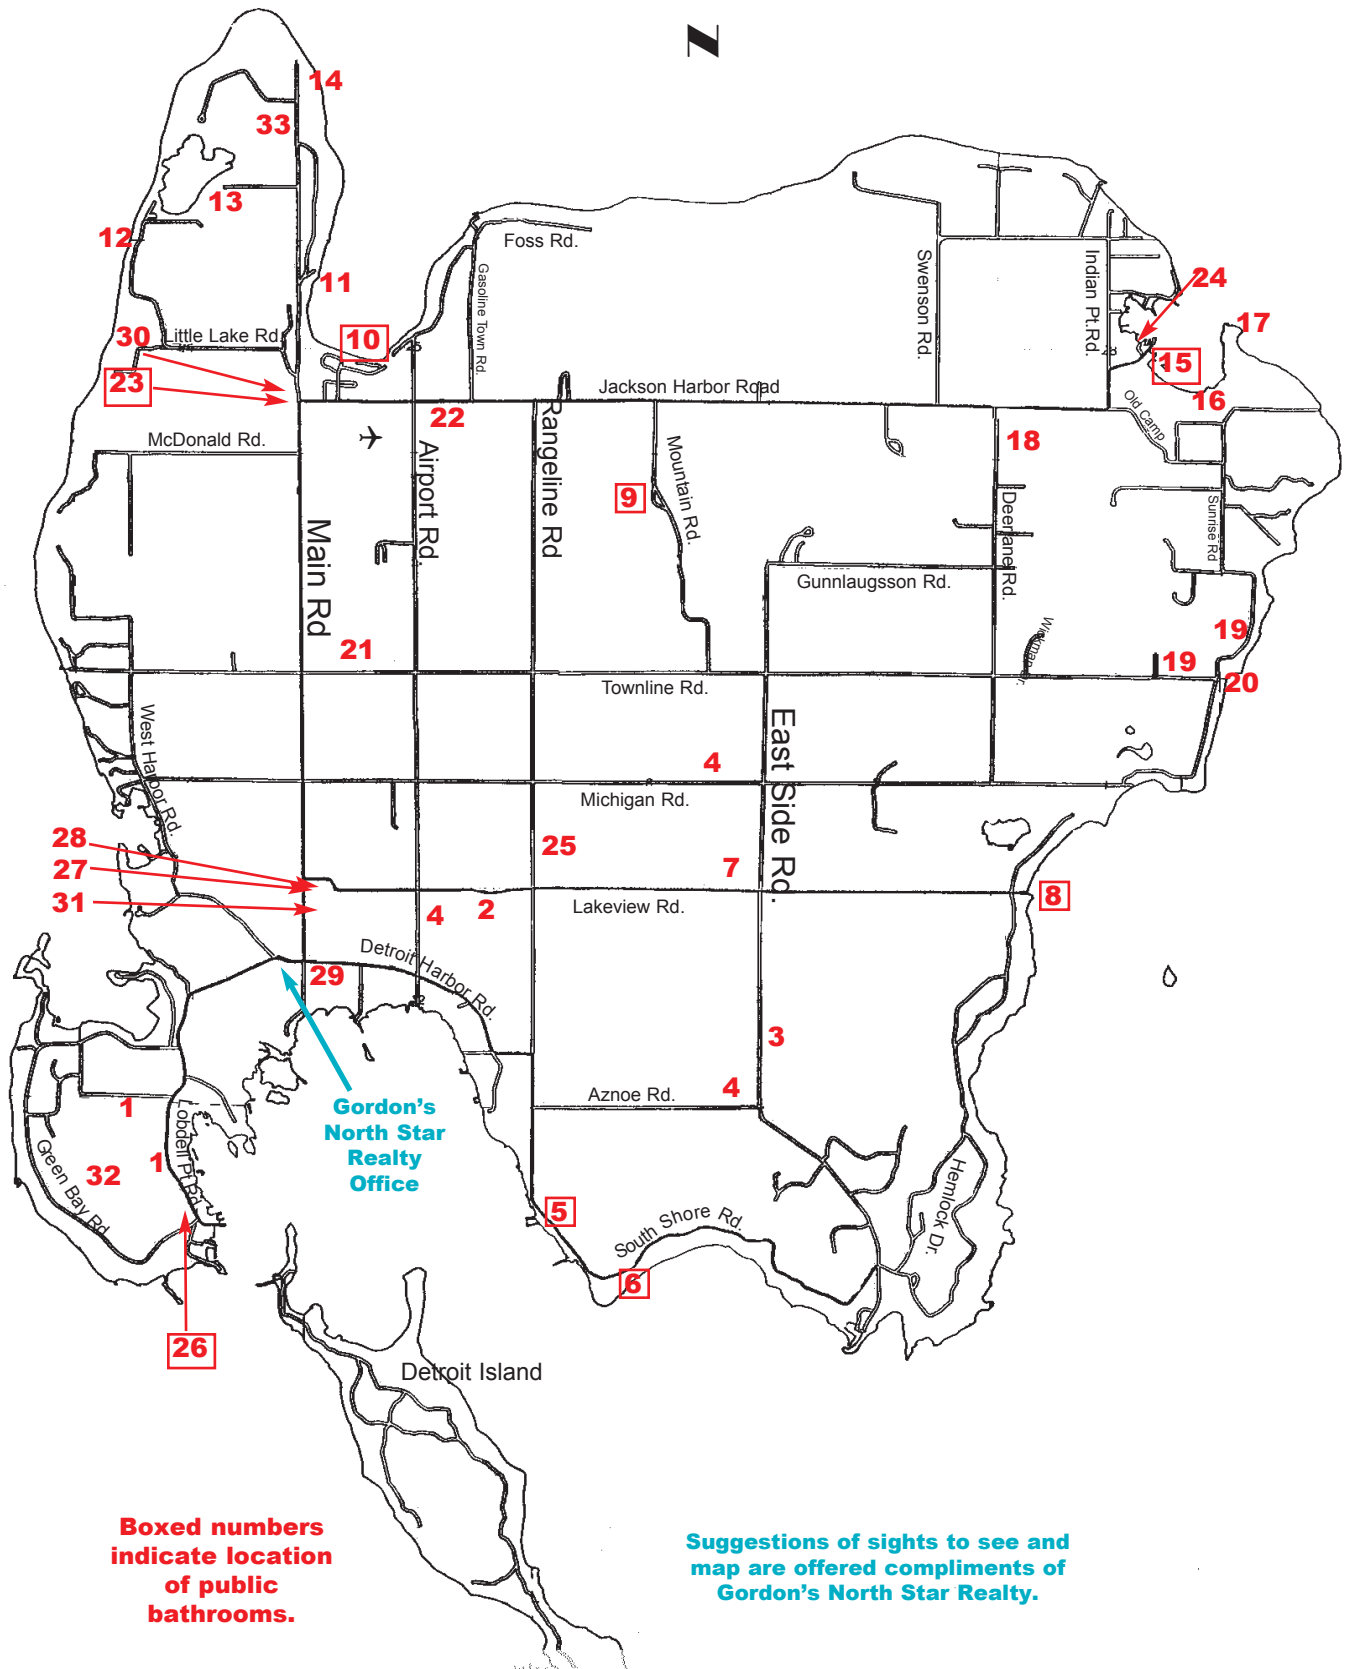 N
14
33
13
12
Foss Rd.
Gasoline Town Rd.
Swenson Rd.
Indian Pt.Rd.
24
11
17
30
Little Lake Rd.
10
15
23
Jackson Harbor Road
16
22
Old Camp
McDonald Rd.
18
Airport Rd.
Rangeline Rd
Mountain Rd.
9
Main Rd
Deerlane Rd.
Sunrise Rd
Gunnlaugsson Rd.
Wickman Dr.
21
19
19
20
Townline Rd.
West Harbor Rd.
East Side Rd.
4
Michigan Rd.
28
25
27
7
31
4
2
Lakeview Rd.
8
Detroit Harbor Rd.
29
3
Aznoe Rd.
4
1
Gordon's
North Star
Realty
Office
Lobdell Pt Rd.
1
32
Green Bay Rd.
Hemlock Dr.
5
South Shore Rd.
6
26
Detroit Island
Boxed numbers
indicate location
of public
bathrooms.
Suggestions of sights to see and
map are offered compliments of
Gordon's North Star Realty.